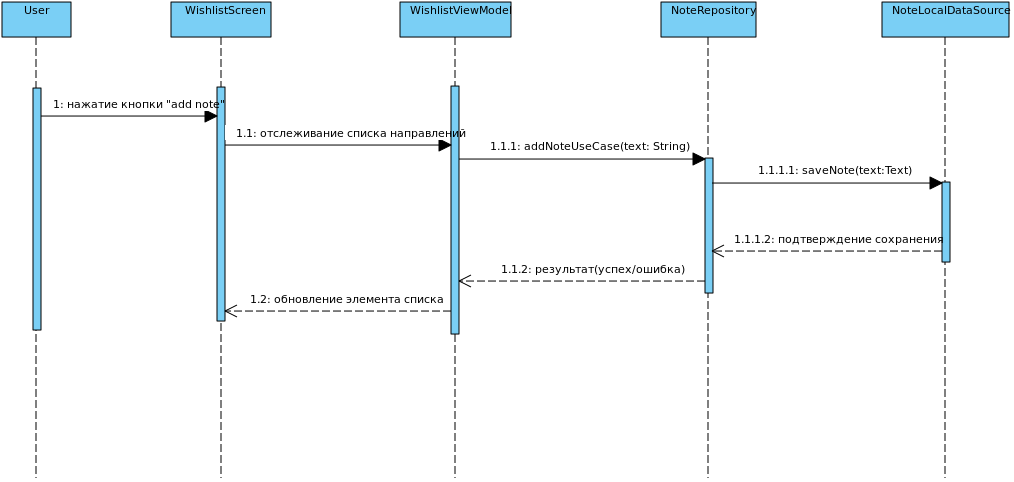 User
WishlistScreen
WishlistViewModel
NoteRepository
NoteLocalDataSource
1: нажатие кнопки "add note"
1.1: отслеживание списка направлений
1.1.1: addNoteUseCase(text: String)
1.1.1.1: saveNote(text:Text)
1.1.1.2: подтверждение сохранения
1.1.2: результат(успех/ошибка)
1.2: обновление элемента списка